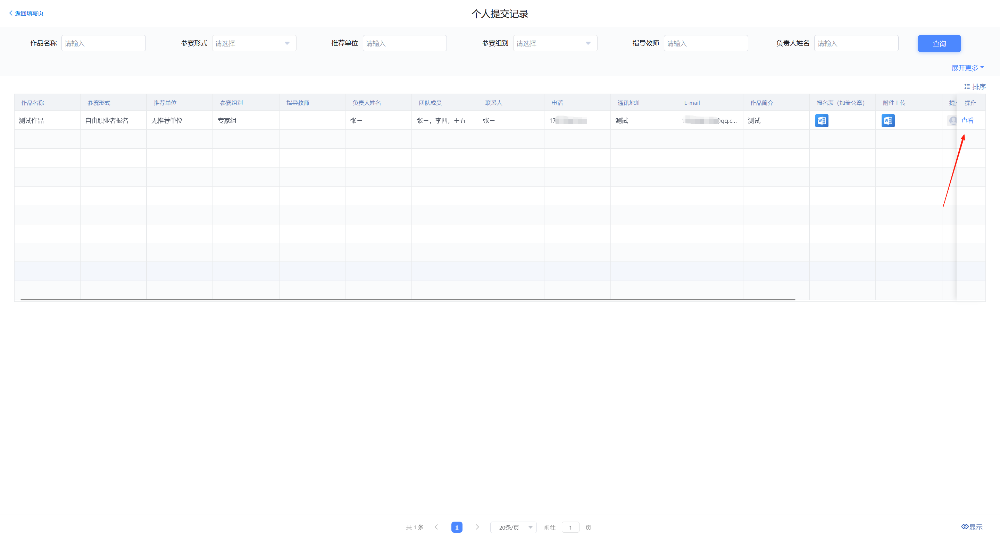 返回填写页
个人提交记录
作品名称 请输入 参赛形式 请选择 推荐单位 请输入 参赛组别 请选择 指导教师 请输入 负责人姓名 请输入 查询
展开更多
排序
作品名称 参赛形式 推荐单位 参赛组别 指导教师 负责人姓名 团队成员 联系人 电话 通讯地址 E-mail 作品简介 报名表（加盖公章） 附件上传 操作
测试作品 自由职业者报名 无推荐单位 专家组 张三 张三，李四，王五 张三 17 测试 @qq.c... 测试 W W 查看
共 1 条 1 20条/页 前往 1 页 显示